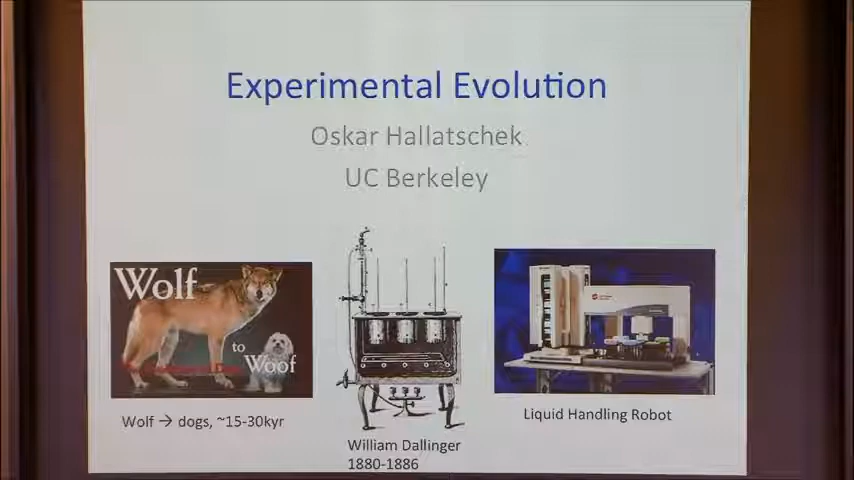 Experimental Evolution
Oskar Hallatschek
UC Berkeley
Wolf
to
Woof
Wolf → dogs, ~15-30kyr
William Dallinger
1880-1886
Liquid Handling Robot